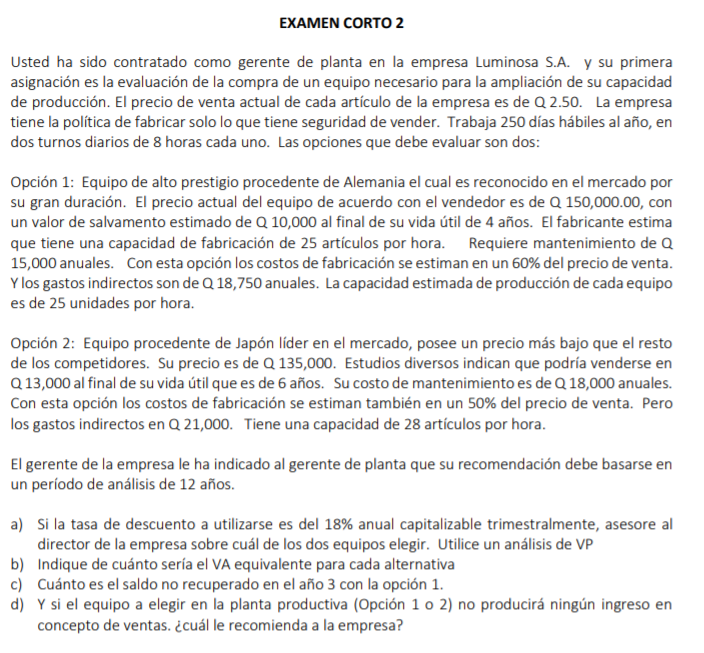 EXAMEN CORTO 2
Usted ha sido contratado como gerente de planta en la empresa Luminosa S.A. y su primera
asignación es la evaluación de la compra de un equipo necesario para la ampliación de su capacidad
de producción. El precio de venta actual de cada artículo de la empresa es de Q 2.50. La empresa
tiene la política de fabricar solo lo que tiene seguridad de vender. Trabaja 250 días hábiles al año, en
dos turnos diarios de 8 horas cada uno. Las opciones que debe evaluar son dos:
Opción 1: Equipo de alto prestigio procedente de Alemania el cual es reconocido en el mercado por
su gran duración. El precio actual del equipo de acuerdo con el vendedor es de Q 150,000.00, con
un valor de salvamento estimado de Q 10,000 al final de su vida útil de 4 años. El fabricante estima
que tiene una capacidad de fabricación de 25 artículos por hora. Requiere mantenimiento de Q
15,000 anuales. Con esta opción los costos de fabricación se estiman en un 60% del precio de venta.
Y los gastos indirectos son de Q 18,750 anuales. La capacidad estimada de producción de cada equipo
es de 25 unidades por hora.
Opción 2: Equipo procedente de Japón líder en el mercado, posee un precio más bajo que el resto
de los competidores. Su precio es de Q 135,000. Estudios diversos indican que podría venderse en
Q 13,000 al final de su vida útil que es de 6 años. Su costo de mantenimiento es de Q 18,000 anuales.
Con esta opción los costos de fabricación se estiman también en un 50% del precio de venta. Pero
los gastos indirectos en Q 21,000. Tiene una capacidad de 28 artículos por hora.
El gerente de la empresa le ha indicado al gerente de planta que su recomendación debe basarse en
un período de análisis de 12 años.
a) Si la tasa de descuento a utilizarse es del 18% anual capitalizable trimestralmente, asesore al
director de la empresa sobre cuál de los dos equipos elegir. Utilice un análisis de VP
b) Indique de cuánto sería el VA equivalente para cada alternativa
c) Cuánto es el saldo no recuperado en el año 3 con la opción 1.
d) Y si el equipo a elegir en la planta productiva (Opción 1 o 2) no producirá ningún ingreso en
concepto de ventas. ¿cuál le recomienda a la empresa?